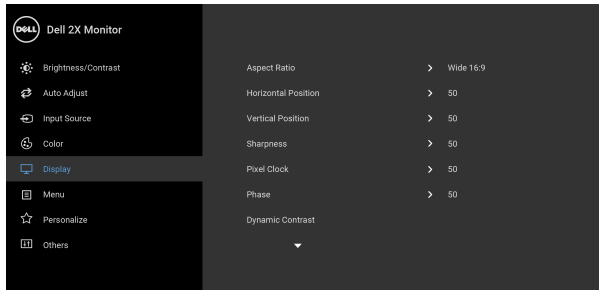 DELL Dell 2X Monitor
Brightness/Contrast
Auto Adjust
Input Source
Color
Display
Menu
Personalize
Others
Aspect Ratio Wide 16:9
Horizontal Position 50
Vertical Position 50
Sharpness 50
Pixel Clock 50
Phase 50
Dynamic Contrast